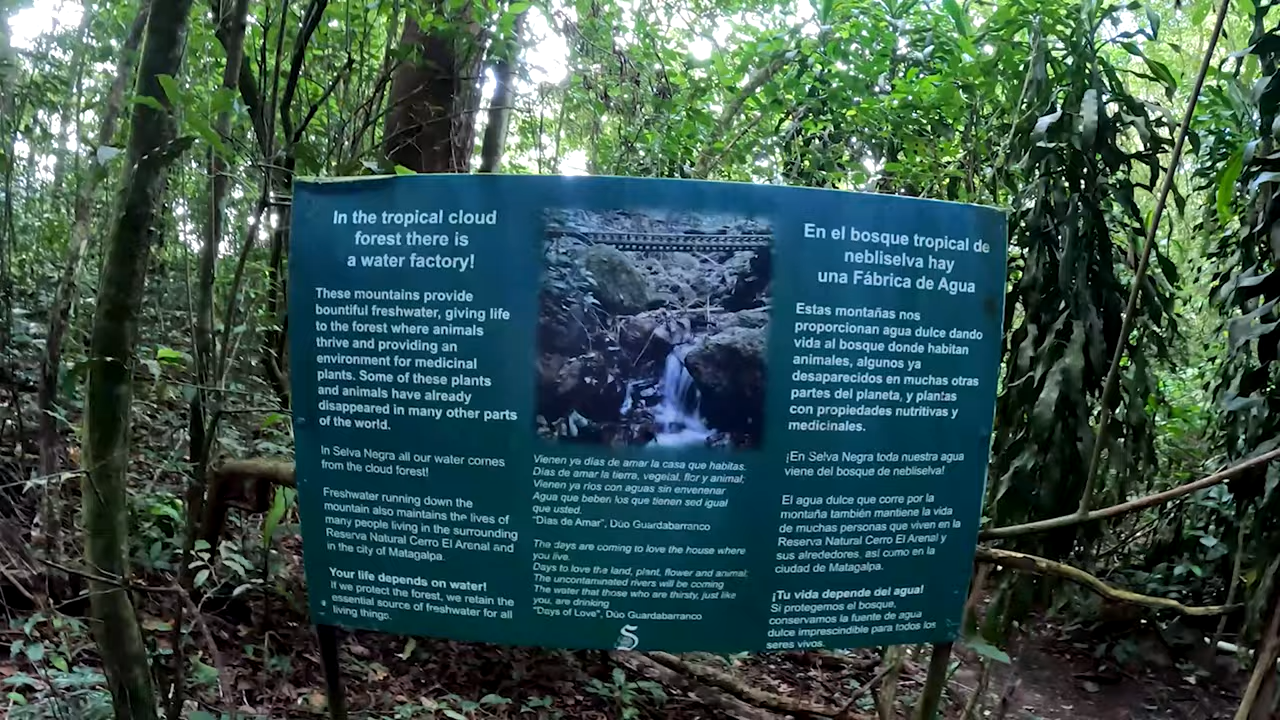 In the tropical cloud
forest there is
a water factory!
These mountains provide
bountiful freshwater, giving life
to the forest where animals
thrive and providing an
environment for medicinal
plants. Some of these plants
and animals have already
disappeared in many other parts
of the world.
In Selva Negra all our water comes
from the cloud forest!
Freshwater running down the
mountain also maintains the lives of
many people living in the surrounding
Reserva Natural Cerro El Arenal and
in the city of Matagalpa.
Your life depends on water!
If we protect the forest, we retain the
essential source of freshwater for all
living things.
Vienen ya días de amar la casa que habitas.
Días de amar la tierra, vegetal, flor y animal;
Vienen ya ríos con aguas sin envenenar
Agua que beben los que tienen sed igual
que usted.
"Días de Amar", Dúo Guardabarranco
The days are coming to love the house where
you live.
Days to love the land, plant, flower and animal;
The uncontaminated rivers will be coming
The water that those who are thirsty, just like
you, are drinking
"Days of Love", Dúo Guardabarranco
S
En el bosque tropical de
nebliselva hay
una Fábrica de Agua
Estas montañas nos
proporcionan agua dulce dando
vida al bosque donde habitan
animales, algunos ya
desaparecidos en muchas otras
partes del planeta, y plantas
con propiedades nutritivas y
medicinales.
¡En Selva Negra toda nuestra agua
viene del bosque de nebliselva!
El agua dulce que corre por la
montaña también mantiene la vida
de muchas personas que viven en la
Reserva Natural Cerro El Arenal y
sus alrededores, así como en la
ciudad de Matagalpa.
¡Tu vida depende del agua!
Si protegemos el bosque,
conservamos la fuente de agua
dulce imprescindible para todos los
seres vivos.